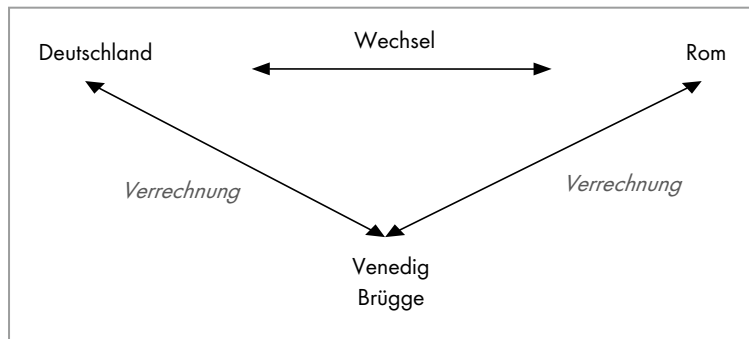 Wechsel
Deutschland
Rom
Verrechnung
Verrechnung
Venedig
Brügge